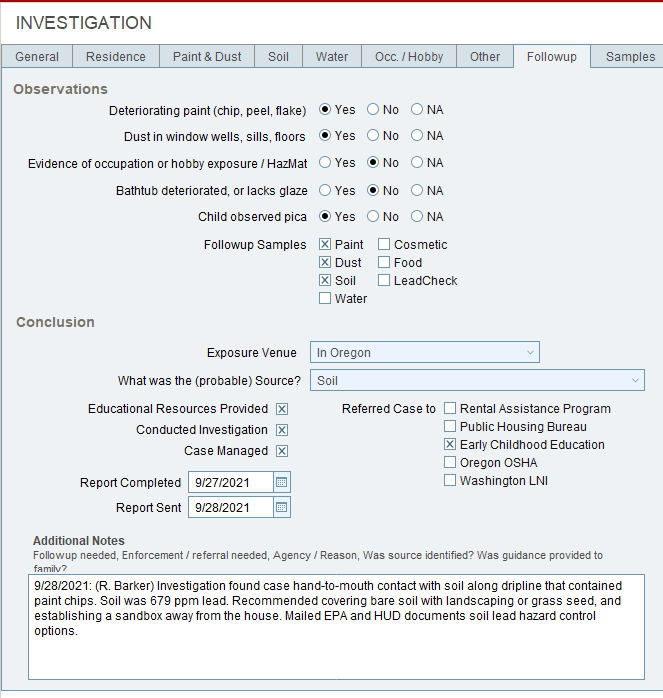 INVESTIGATION
General Residence Paint & Dust Soil Water Occ. / Hobby Other Followup Samples
Observations
Deteriorating paint (chip, peel, flake) Yes No NA
Dust in window wells, sills, floors Yes No NA
Evidence of occupation or hobby exposure / HazMat Yes No NA
Bathtub deteriorated, or lacks glaze Yes No NA
Child observed pica Yes No NA
Followup Samples Paint Cosmetic
Dust Food
Soil LeadCheck
Water
Conclusion
Exposure Venue In Oregon
What was the (probable) Source? Soil
Educational Resources Provided Referred Case to Rental Assistance Program
Conducted Investigation Public Housing Bureau
Case Managed Early Childhood Education
Oregon OSHA
Report Completed 9/27/2021 Washington LNI
Report Sent 9/28/2021
Additional Notes
Followup needed, Enforcement / referral needed, Agency / Reason, Was source identified? Was guidance provided to
family?
9/28/2021: (R. Barker) Investigation found case hand-to-mouth contact with soil along dripline that contained
paint chips. Soil was 679 ppm lead. Recommended covering bare soil with landscaping or grass seed, and
establishing a sandbox away from the house. Mailed EPA and HUD documents soil lead hazard control
options.